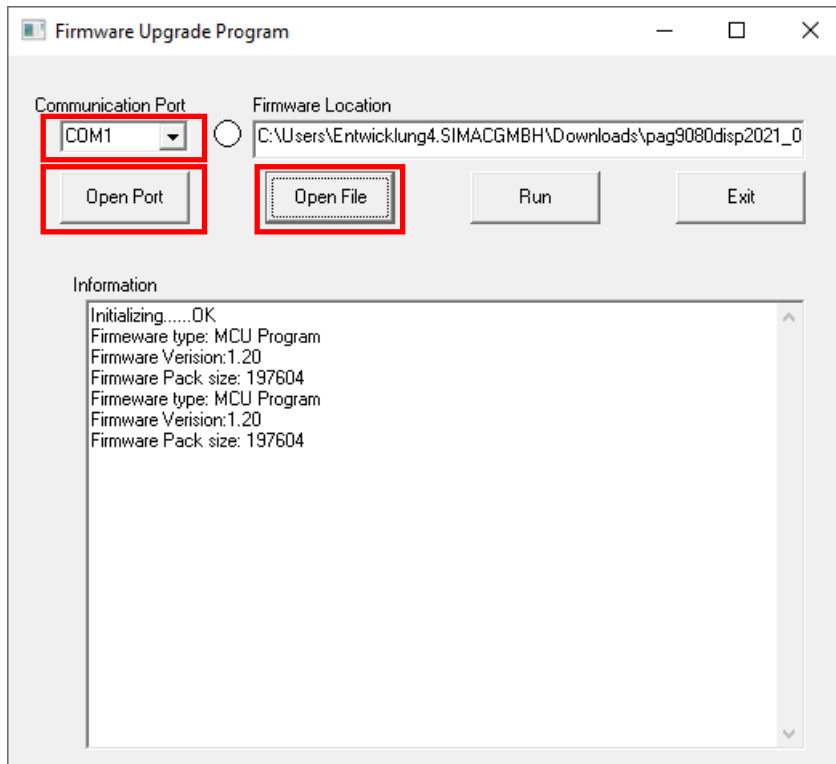 Firmware Upgrade Program
Communication Port
Firmware Location
COM1
C:\Users\Entwicklung4.SIMACGMBH\Downloads\pag9080disp2021_0
Open Port
Open File
Run
Exit
Information
Initializing......OK
Firmeware type: MCU Program
Firmware Verision:1.20
Firmware Pack size: 197604
Firmeware type: MCU Program
Firmware Verision:1.20
Firmware Pack size: 197604